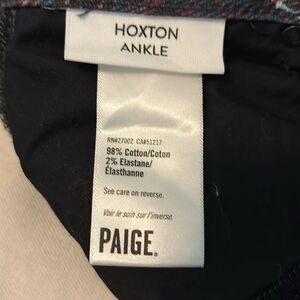 HOXTON
ANKLE
RN#27002 CA#51217
98% Cotton/Coton
2% Elastane/
Élasthanne
See care on reverse.
Voir le soin sur l'inverse.
PAIGE.